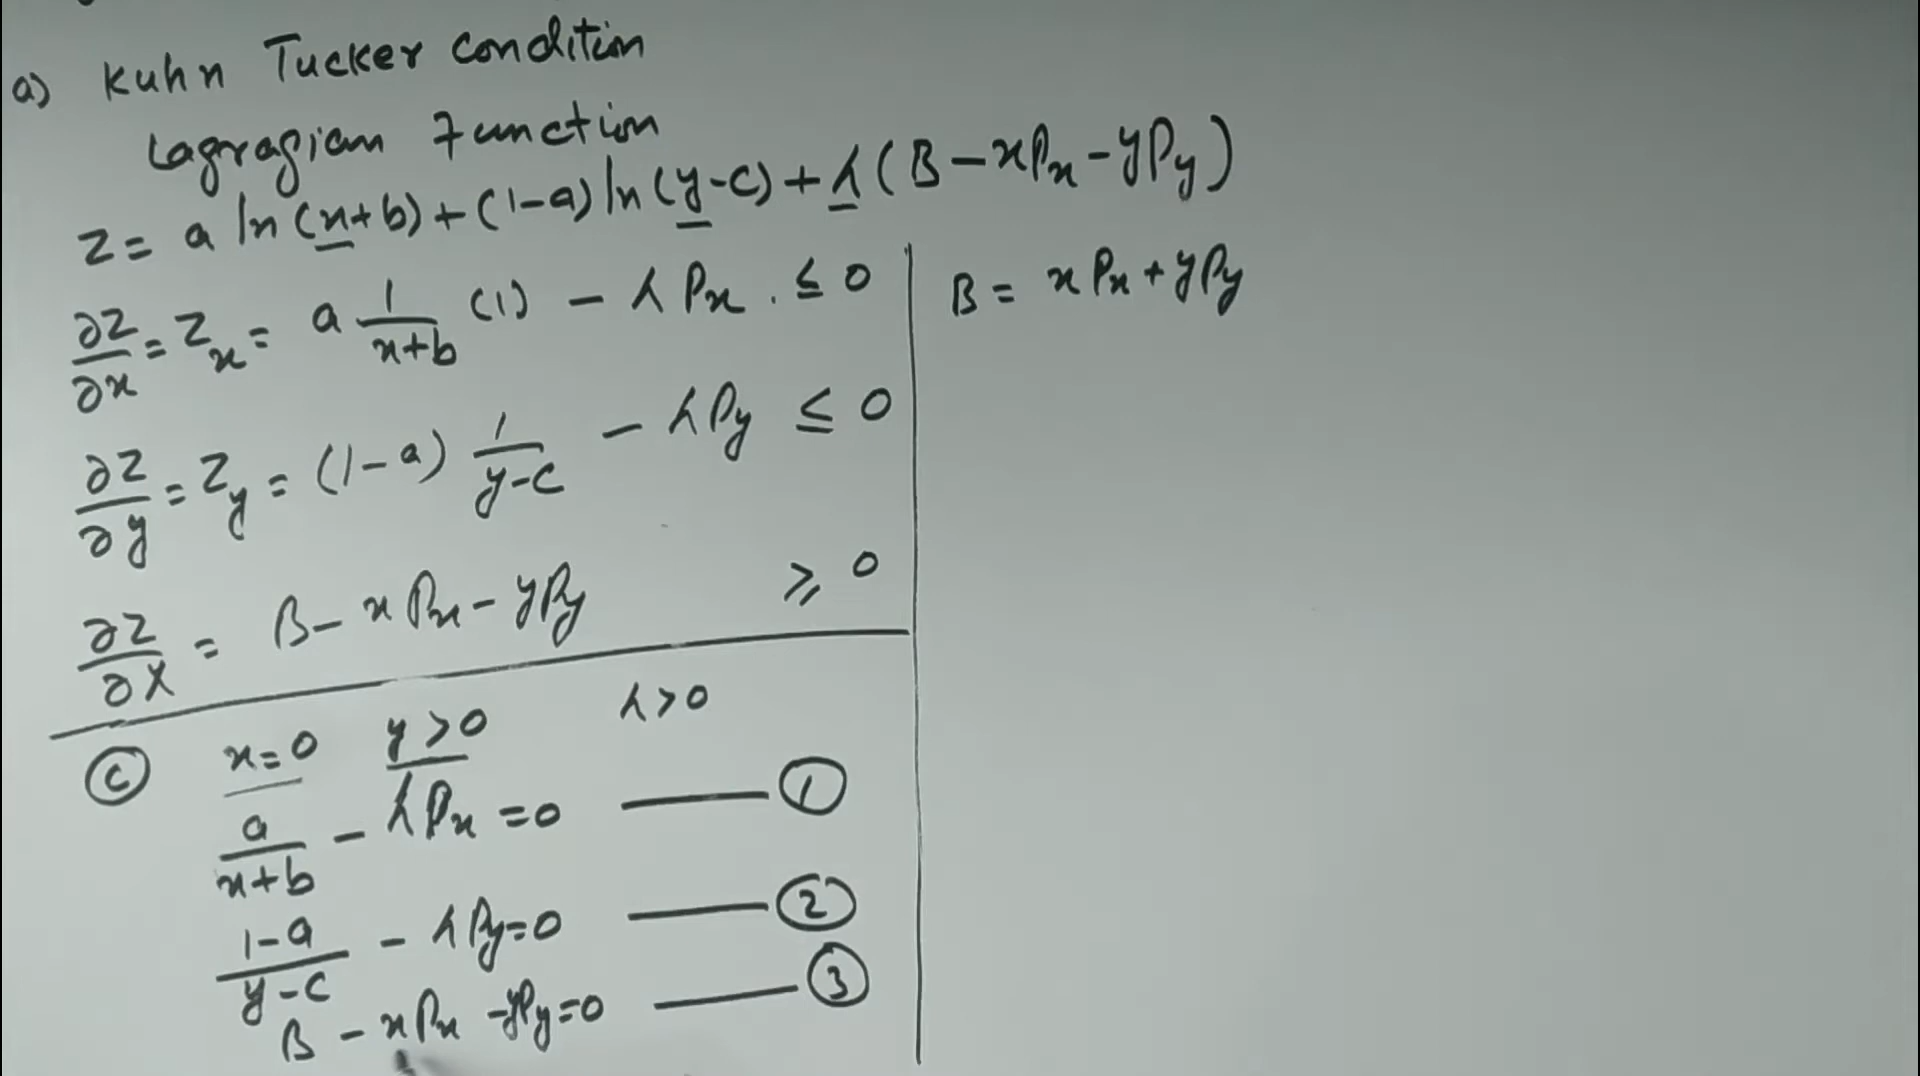 a) Kuhn Tucker condition
Lagragian Function
Z = a ln (x+b) + (1-a) ln (y-c) + λ (B - xPx - yPy)
∂Z/∂x = Zx = a 1/(x+b) (1) - λ Px . ≤ 0
∂Z/∂y = Zy = (1-a) 1/(y-c) - λPy ≤ 0
∂Z/∂λ = B - xPx - yPy ≥ 0
B = xPx + yPy
(c) x=0 y>0 λ>0
a/(x+b) - λPx = 0 —— (1)
(1-a)/(y-c) - λPy = 0 —— (2)
B - xPx - yPy = 0 —— (3)